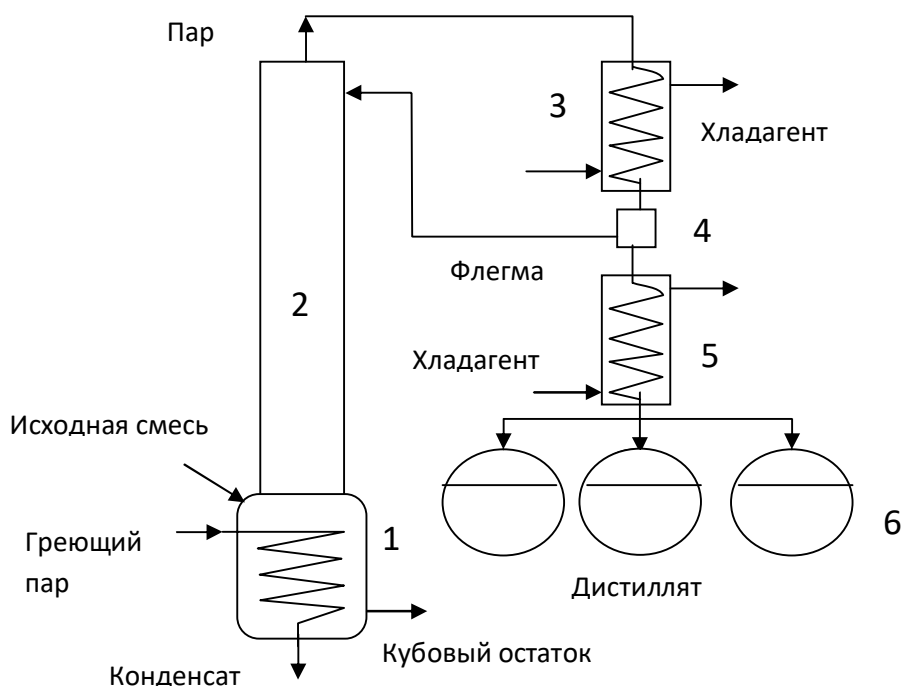 Пар
3
Хладагент
4
Флегма
2
5
Хладагент
Исходная смесь
6
1
Греющий
пар
Дистиллят
Кубовый остаток
Конденсат